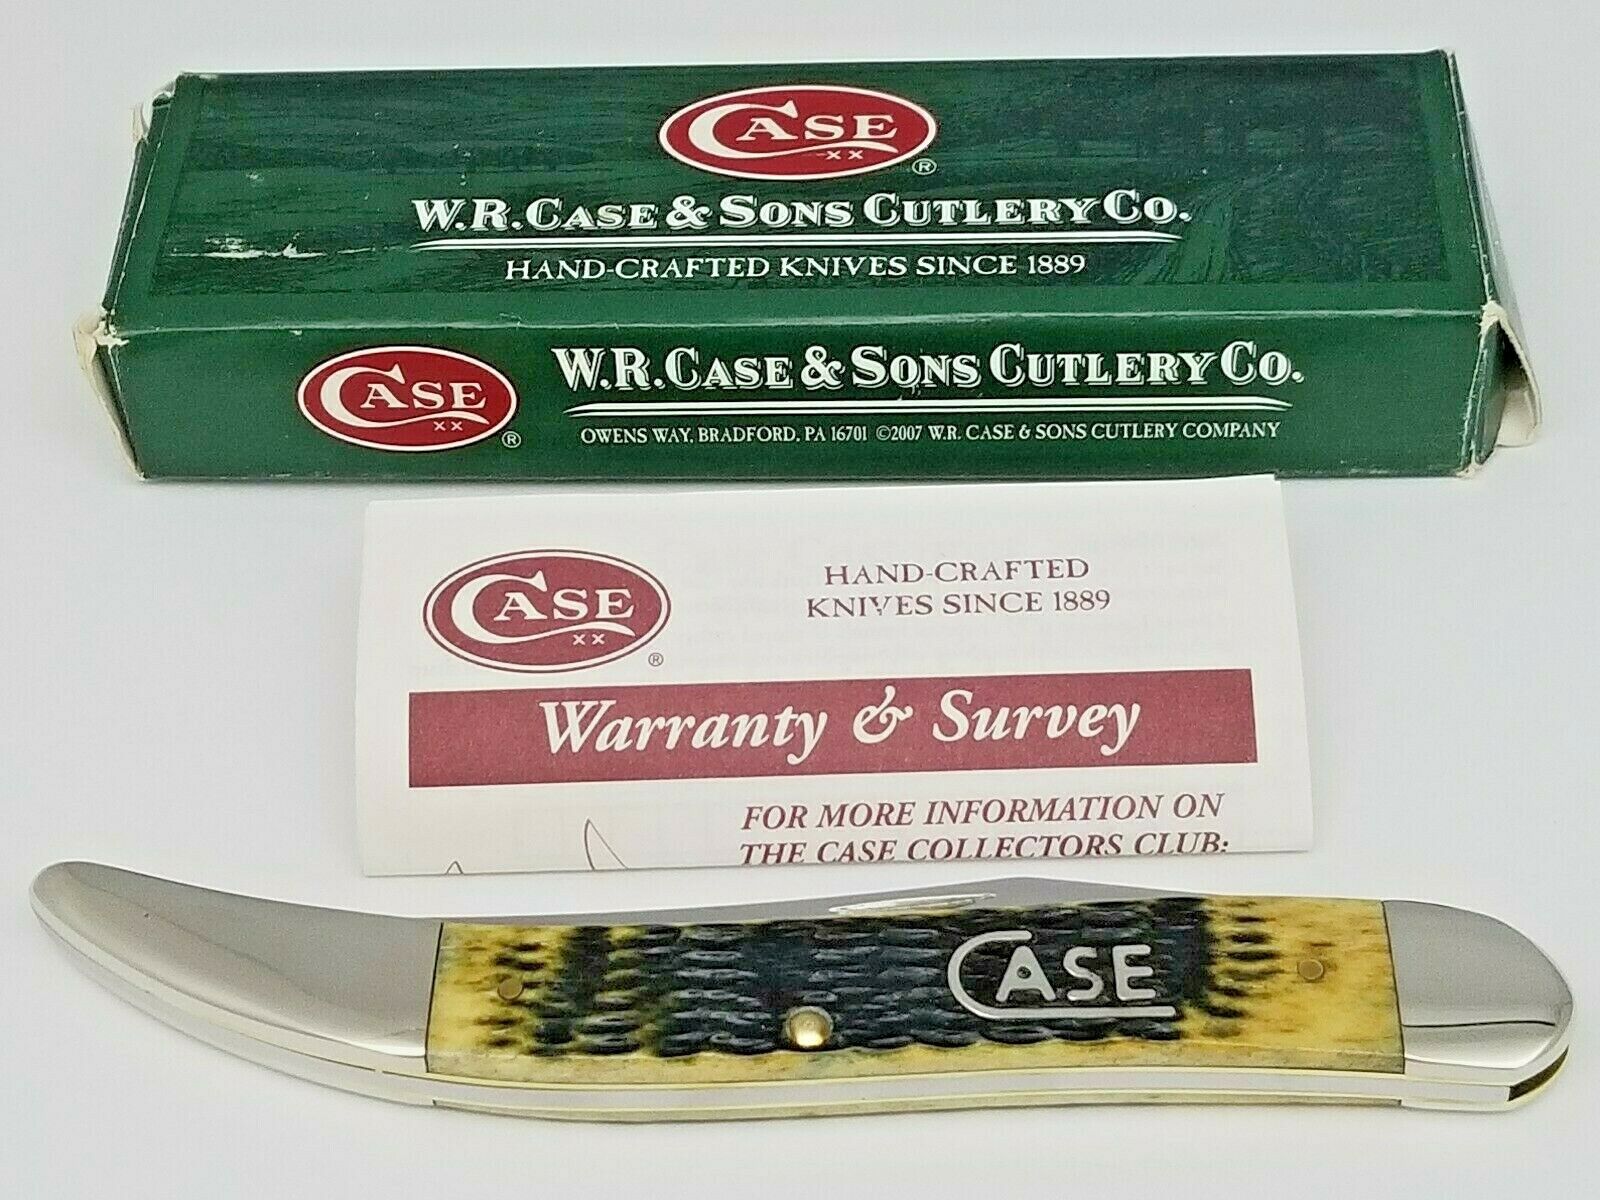 CASE
XX
®
W.R. CASE & SONS CUTLERY CO.
HAND-CRAFTED KNIVES SINCE 1889
CASE
XX
®
W.R. CASE & SONS CUTLERY CO.
OWENS WAY, BRADFORD, PA 16701 ©2007 W.R. CASE & SONS CUTLERY COMPANY
CASE
XX
®
HAND-CRAFTED
KNIVES SINCE 1889
Warranty & Survey
FOR MORE INFORMATION ON
THE CASE COLLECTORS CLUB:
CASE